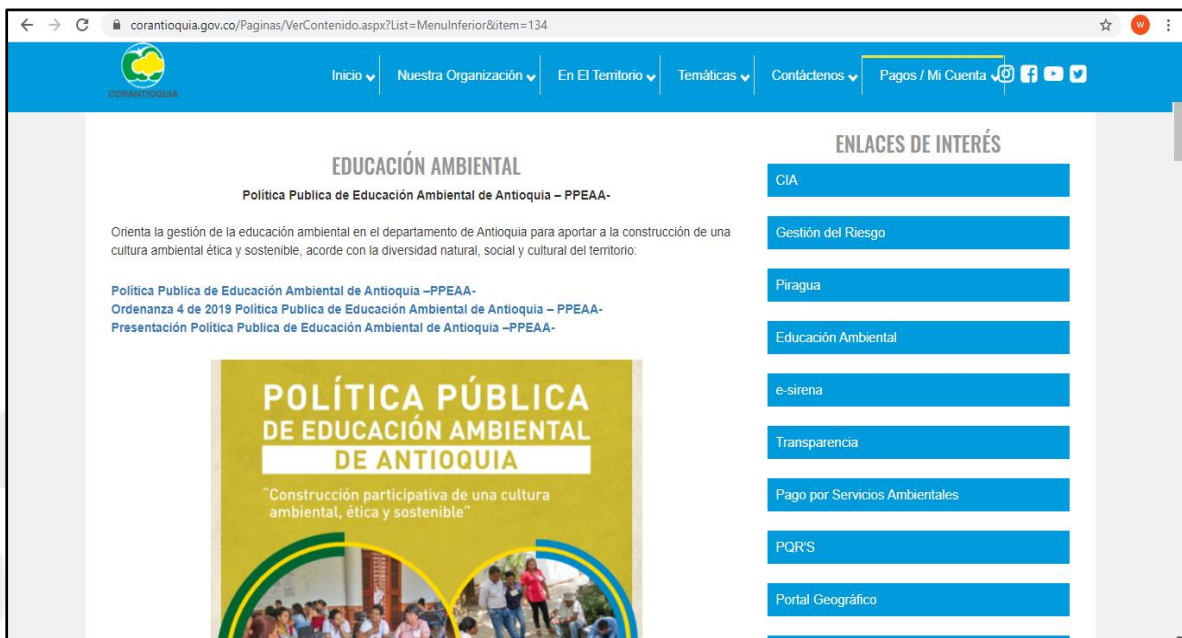 corantioquia.gov.co/Paginas/VerContenido.aspx?List=MenuInferior&item=134
W
CORANTIOQUIA
Inicio
Nuestra Organización
En El Territorio
Temáticas
Contáctenos
Pagos / Mi Cuenta
EDUCACIÓN AMBIENTAL
Política Publica de Educación Ambiental de Antioquia – PPEAA-
Orienta la gestión de la educación ambiental en el departamento de Antioquia para aportar a la construcción de una
cultura ambiental ética y sostenible, acorde con la diversidad natural, social y cultural del territorio:
Política Publica de Educación Ambiental de Antioquia –PPEAA-
Ordenanza 4 de 2019 Política Publica de Educación Ambiental de Antioquia – PPEAA-
Presentación Política Publica de Educación Ambiental de Antioquia –PPEAA-
POLÍTICA PÚBLICA
DE EDUCACIÓN AMBIENTAL
DE ANTIOQUIA
"Construcción participativa de una cultura
ambiental, ética y sostenible"
ENLACES DE INTERÉS
CIA
Gestión del Riesgo
Piragua
Educación Ambiental
e-sirena
Transparencia
Pago por Servicios Ambientales
PQR'S
Portal Geográfico